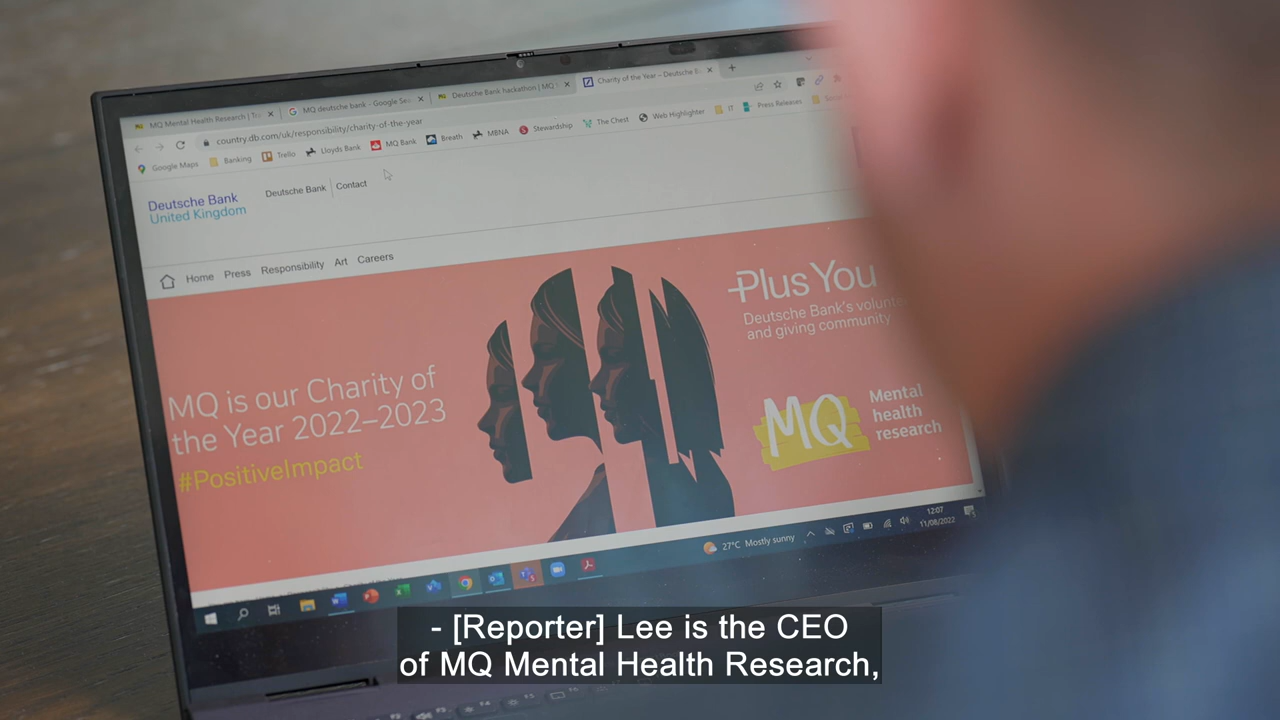 MQ Mental Health Research | Tra
MQ deutsche bank - Google Sea
Deutsche Bank hackathon | MQ
Charity of the Year – Deutsche B
country.db.com/uk/responsibility/charity-of-the-year
Google Maps Banking Trello Lloyds Bank MQ Bank Breath MBNA Stewardship The Chest Web Highlighter IT Press Releases
Deutsche Bank
United Kingdom
Deutsche Bank Contact
Home Press Responsibility Art Careers
MQ is our Charity of
the Year 2022–2023
#PositiveImpact
Plus You
Deutsche Bank's volunte
and giving community
MQ
Mental
health
research
27°C Mostly sunny
12:07
11/08/2022
- [Reporter] Lee is the CEO
of MQ Mental Health Research,